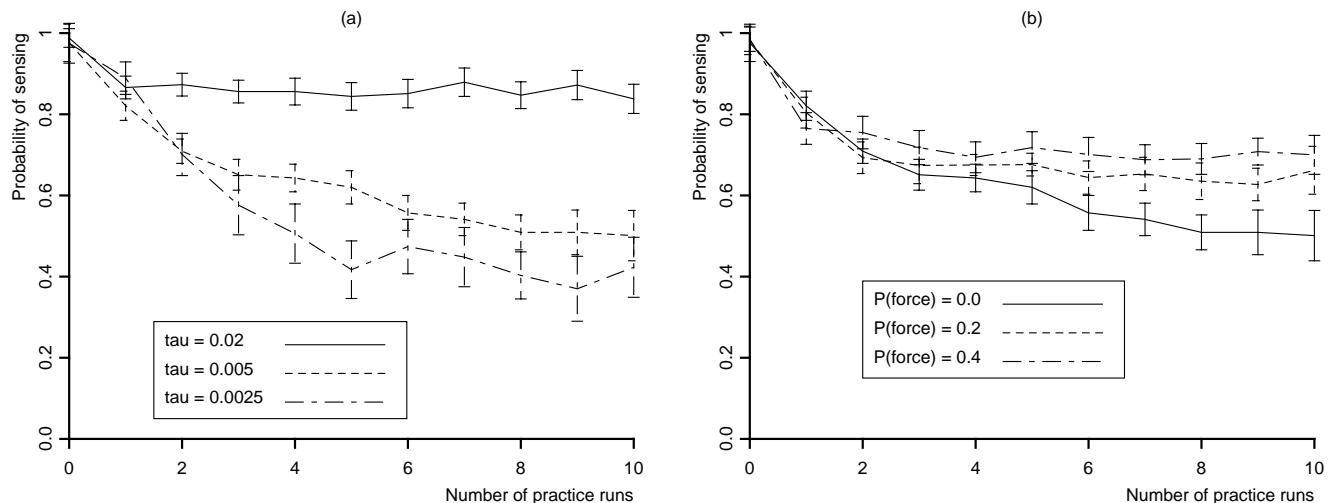 (a)
Probability of sensing
1
0.8
0.6
0.4
0.2
0.0
0
2
4
6
8
10
Number of practice runs
tau = 0.02
tau = 0.005
tau = 0.0025
(b)
Probability of sensing
1
0.8
0.6
0.4
0.2
0.0
0
2
4
6
8
10
Number of practice runs
P(force) = 0.0
P(force) = 0.2
P(force) = 0.4